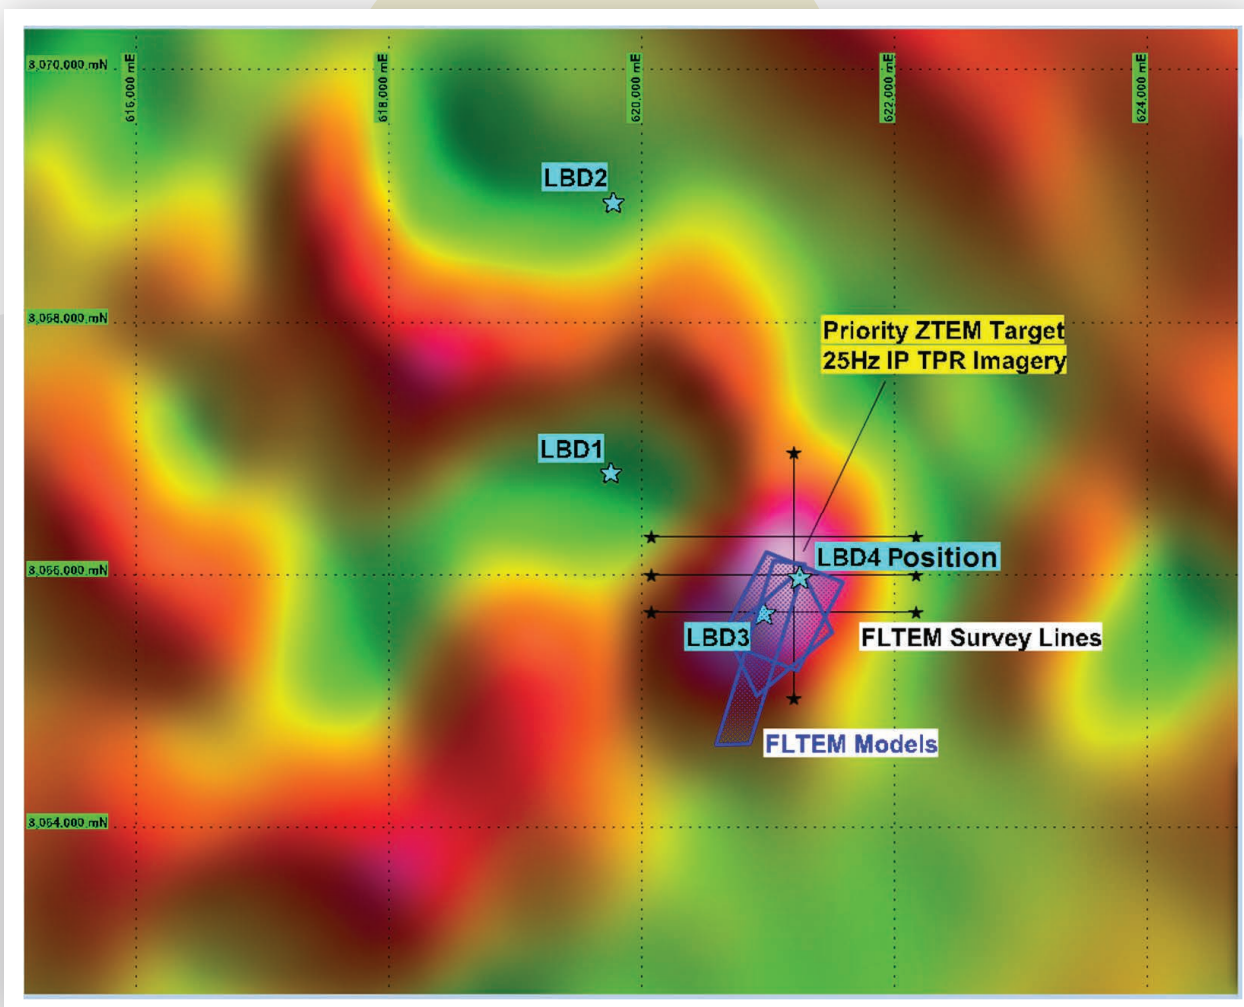 8,070,000 mN
616,000 mE
618,000 mE
620,000 mE
622,000 mE
624,000 mE
LBD2
8,068,000 mN
Priority ZTEM Target
25Hz IP TPR Imagery
LBD1
LBD4 Position
8,066,000 mN
LBD3
FLTEM Survey Lines
FLTEM Models
8,064,000 mN